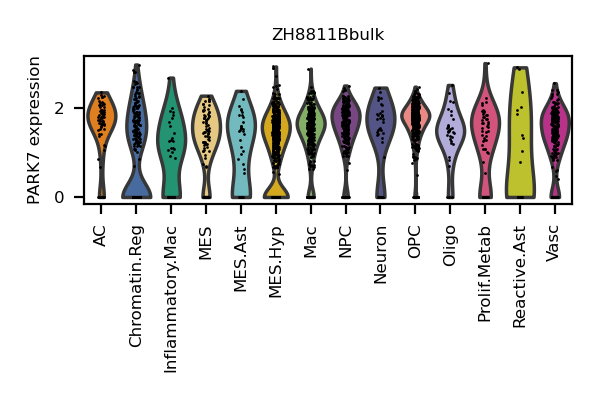 ZH8811Bbulk
PARK7 expression
2
0
AC
Chromatin.Reg
Inflammatory.Mac
MES
MES.Ast
MES.Hyp
Mac
NPC
Neuron
OPC
Oligo
Prolif.Metab
Reactive.Ast
Vasc